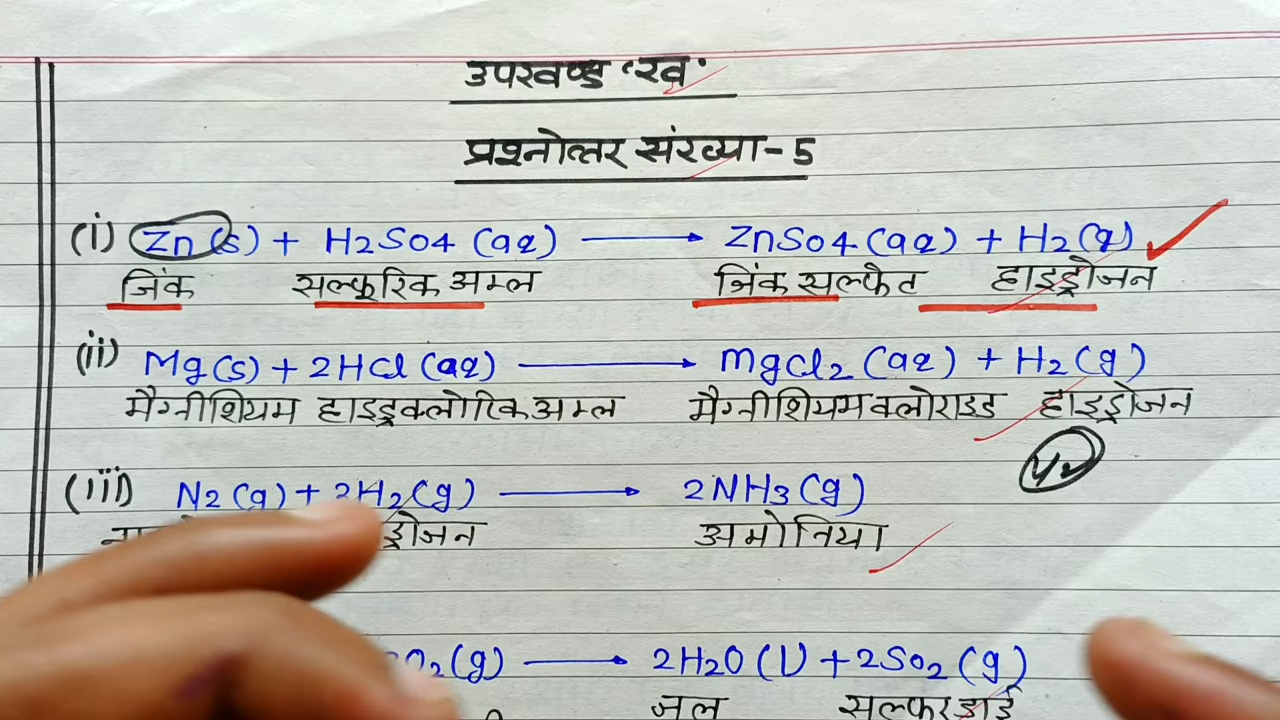 उपखण्ड 'ख'
प्रश्नोत्तर संख्या-5
(i) Zn(s) + H2SO4 (aq) → ZnSO4 (aq) + H2(g)
जिंक सल्फ्यूरिक अम्ल जिंक सल्फेट हाइड्रोजन
(ii) Mg(s) + 2HCl (aq) → MgCl2 (aq) + H2(g)
मैग्नीशियम हाइड्रक्लोरिक अम्ल मैग्नीशियम क्लोराइड हाइड्रोजन
(iii) N2(g) + H2(g) → 2NH3(g)
ड्रोजन अमोनिया
O2(g) → 2H2O(l) + 2SO2(g)
जल सल्फर डाई